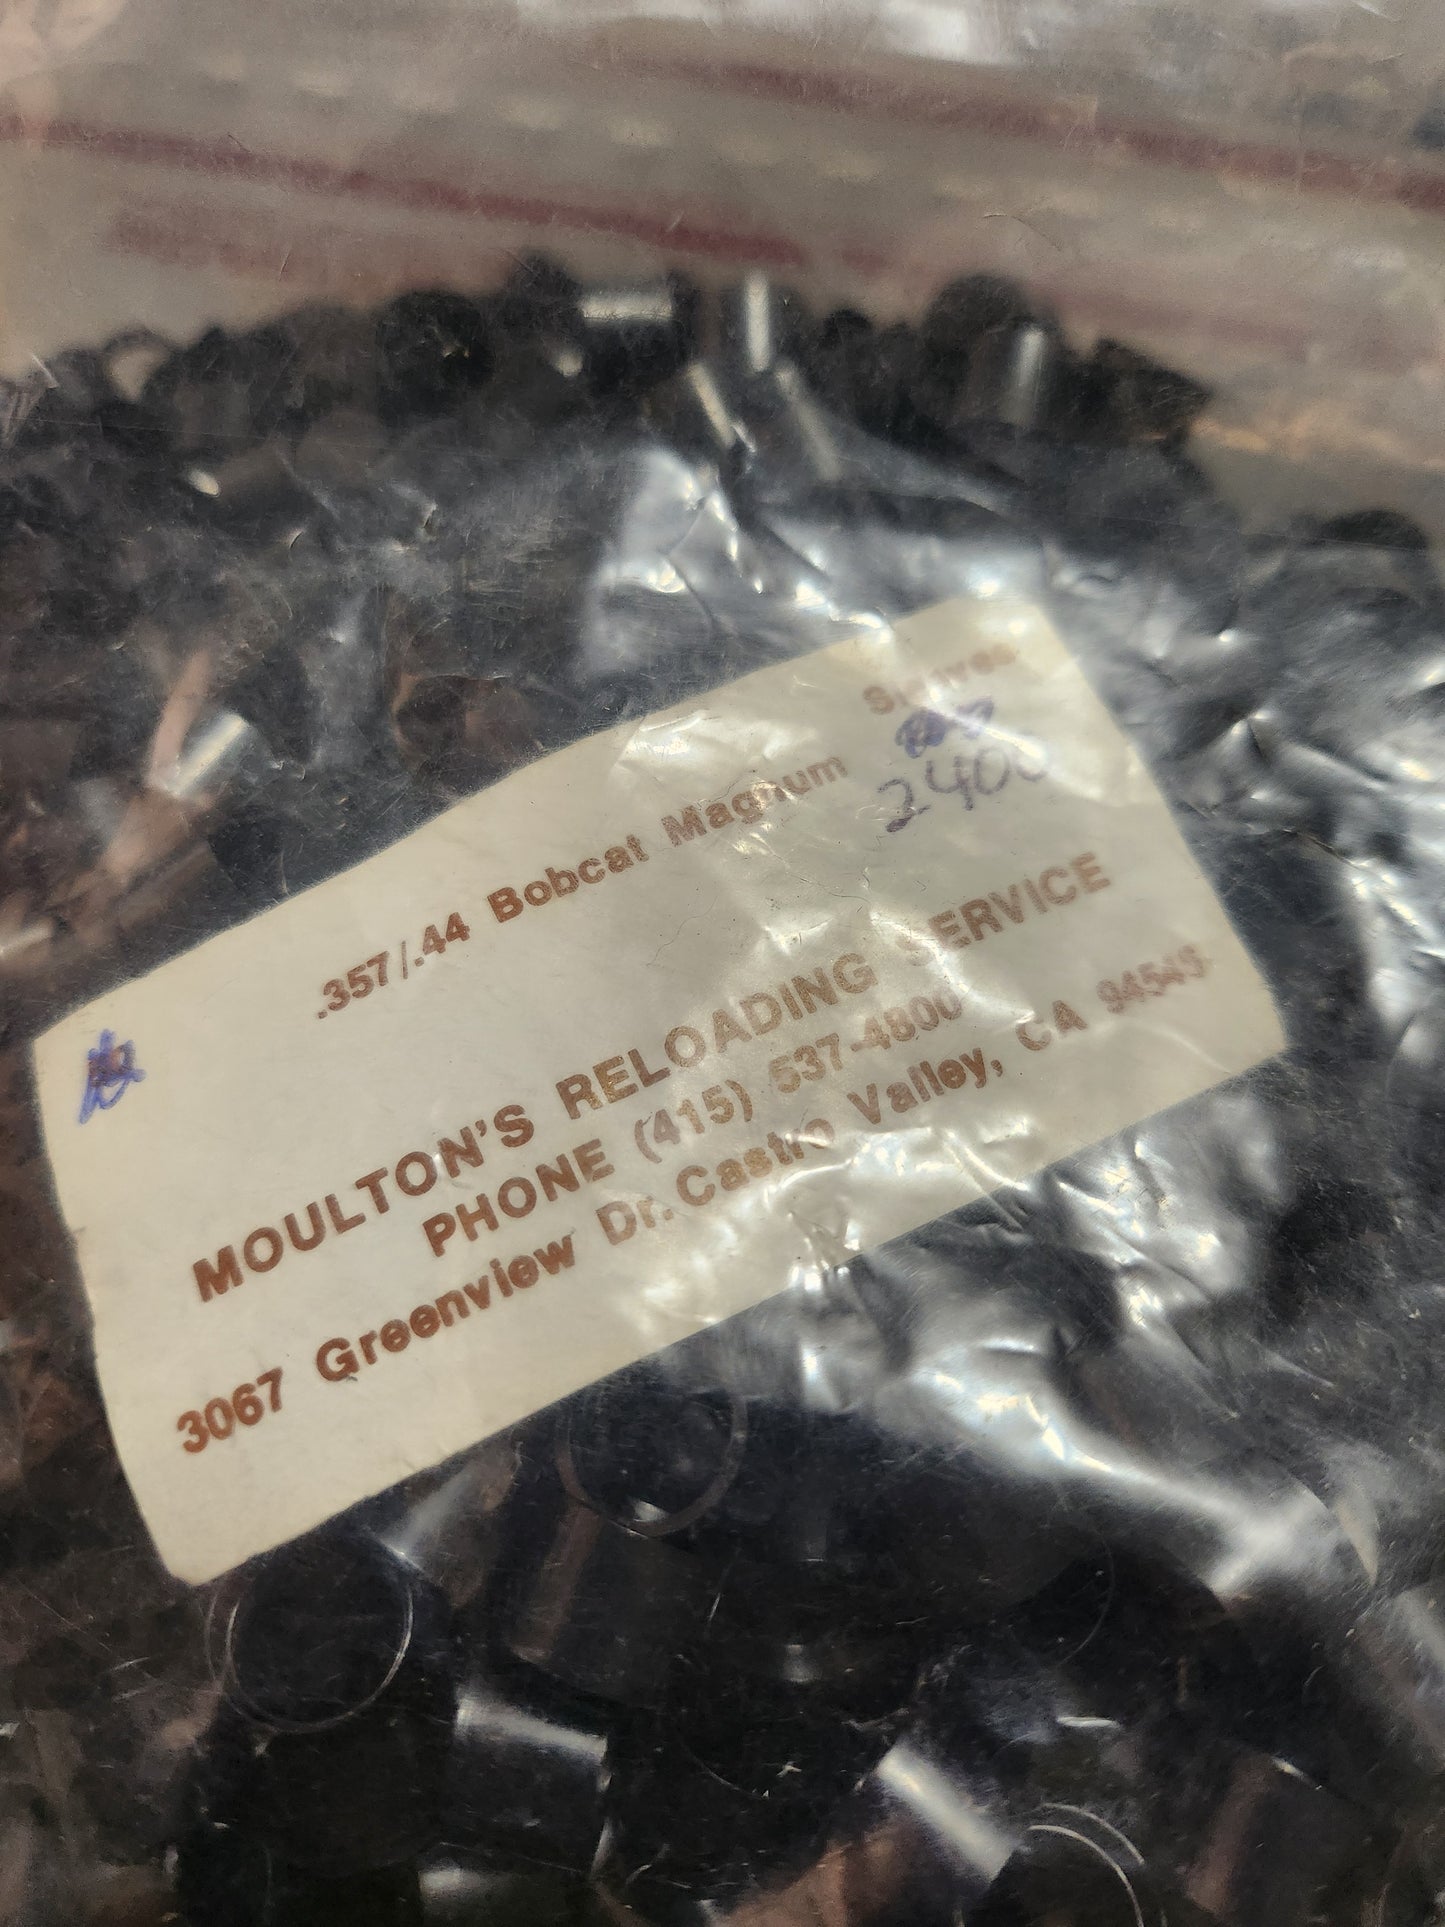 .357/.44 Bobcat Magnum Sleeves
2400
MOULTON'S RELOADING SERVICE
PHONE (415) 537-4800
3067 Greenview Dr. Castro Valley, CA 94546